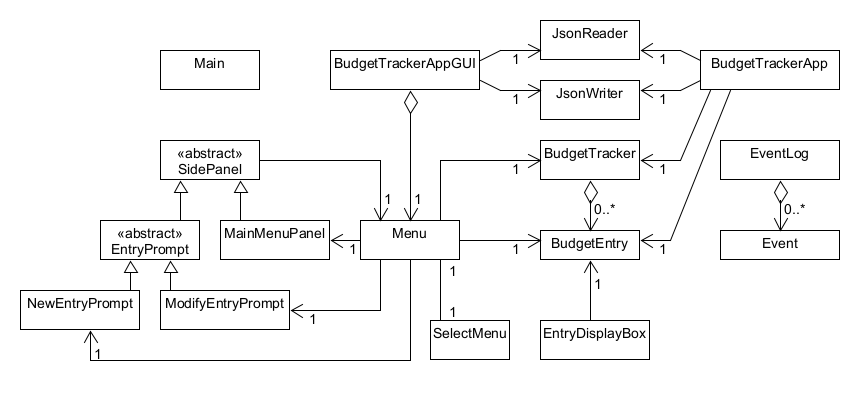 JsonReader
Main
BudgetTrackerAppGUI
1
1
BudgetTrackerApp
JsonWriter
1
1
«abstract»
SidePanel
BudgetTracker
EventLog
1
1
1
1
0..*
0..*
«abstract»
EntryPrompt
MainMenuPanel
Menu
BudgetEntry
Event
1
1
1
1
1
NewEntryPrompt
ModifyEntryPrompt
1
1
SelectMenu
EntryDisplayBox
1